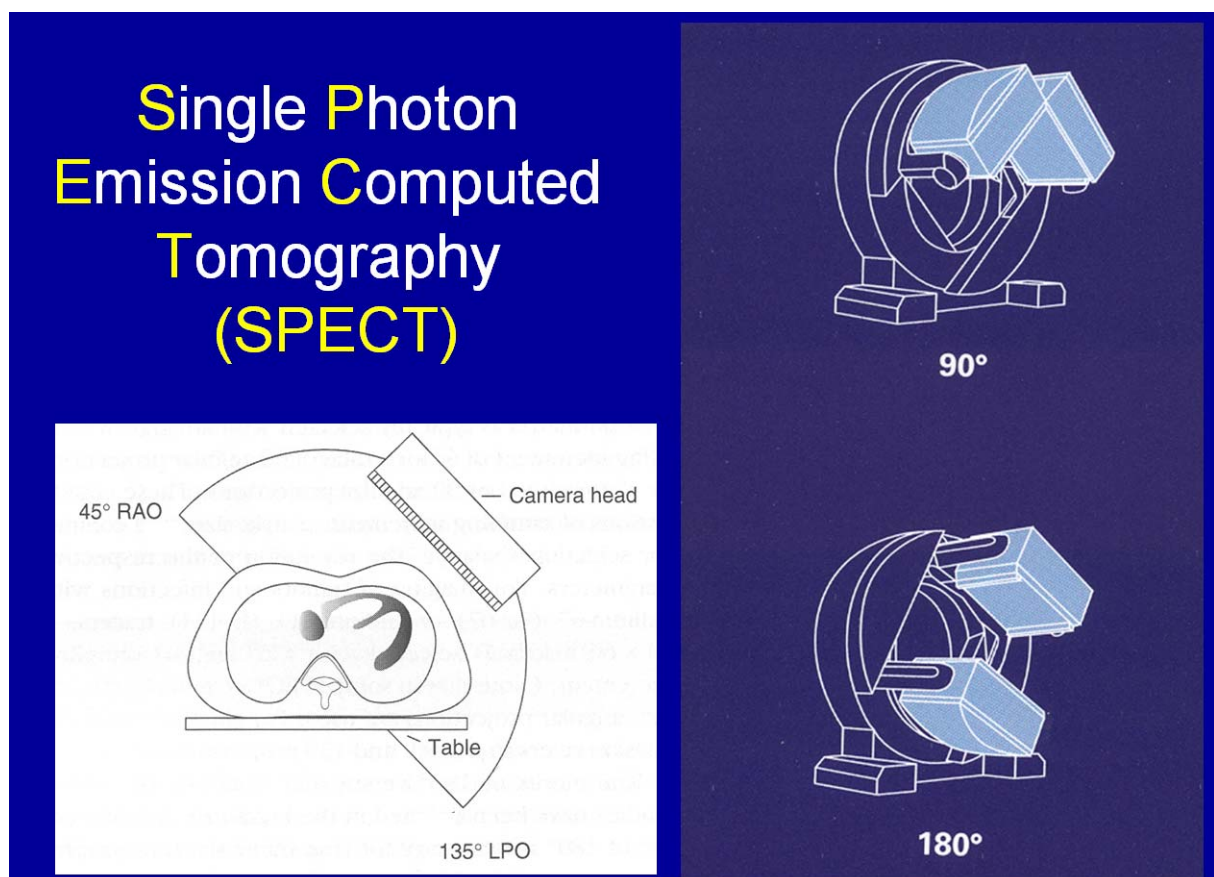 Single Photon
Emission Computed
Tomography
(SPECT)
45° RAO
Camera head
Table
135° LPO
90°
180°